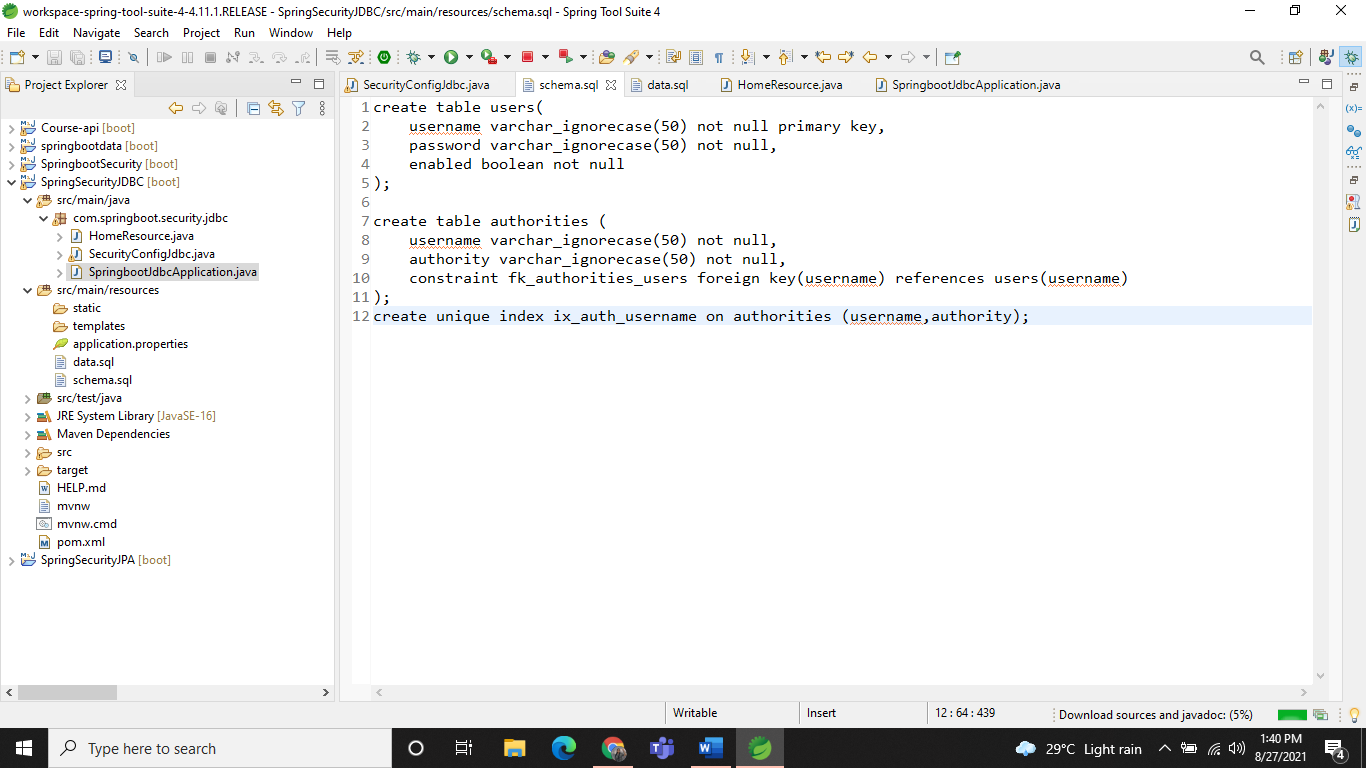 workspace-spring-tool-suite-4-4.11.1.RELEASE - SpringSecurityJDBC/src/main/resources/schema.sql - Spring Tool Suite 4
File Edit Navigate Search Project Run Window Help
Project Explorer
Course-api [boot]
springbootdata [boot]
SpringbootSecurity [boot]
SpringSecurityJDBC [boot]
src/main/java
com.springboot.security.jdbc
HomeResource.java
SecurityConfigJdbc.java
SpringbootJdbcApplication.java
src/main/resources
static
templates
application.properties
data.sql
schema.sql
src/test/java
JRE System Library [JavaSE-16]
Maven Dependencies
src
target
HELP.md
mvnw
mvnw.cmd
pom.xml
SpringSecurityJPA [boot]
SecurityConfigJdbc.java schema.sql data.sql HomeResource.java SpringbootJdbcApplication.java
1 create table users(
2 username varchar_ignorecase(50) not null primary key,
3 password varchar_ignorecase(50) not null,
4 enabled boolean not null
5 );
6
7 create table authorities (
8 username varchar_ignorecase(50) not null,
9 authority varchar_ignorecase(50) not null,
10 constraint fk_authorities_users foreign key(username) references users(username)
11 );
12 create unique index ix_auth_username on authorities (username,authority);
Writable Insert 12 : 64 : 439 Download sources and javadoc: (5%)
Type here to search
29°C Light rain
1:40 PM
8/27/2021
4